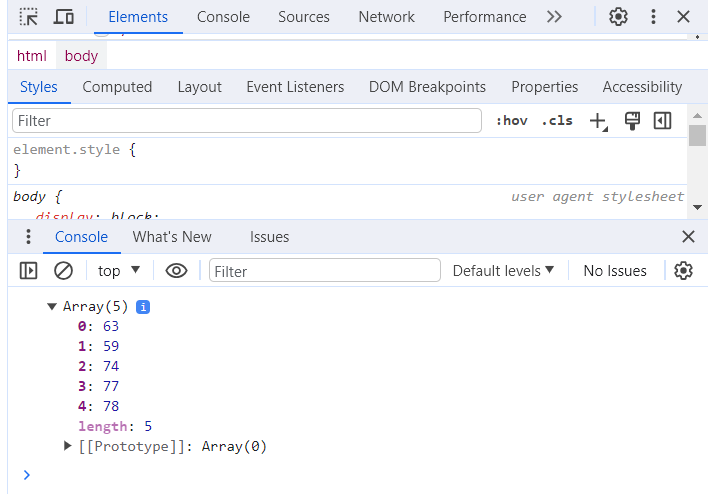 Elements Console Sources Network Performance
html body
Styles Computed Layout Event Listeners DOM Breakpoints Properties Accessibility
Filter :hov .cls
element.style {
}
body { user agent stylesheet
display: block;
Console What's New Issues
top Filter Default levels No Issues
Array(5) i
0: 63
1: 59
2: 74
3: 77
4: 78
length: 5
[[Prototype]]: Array(0)